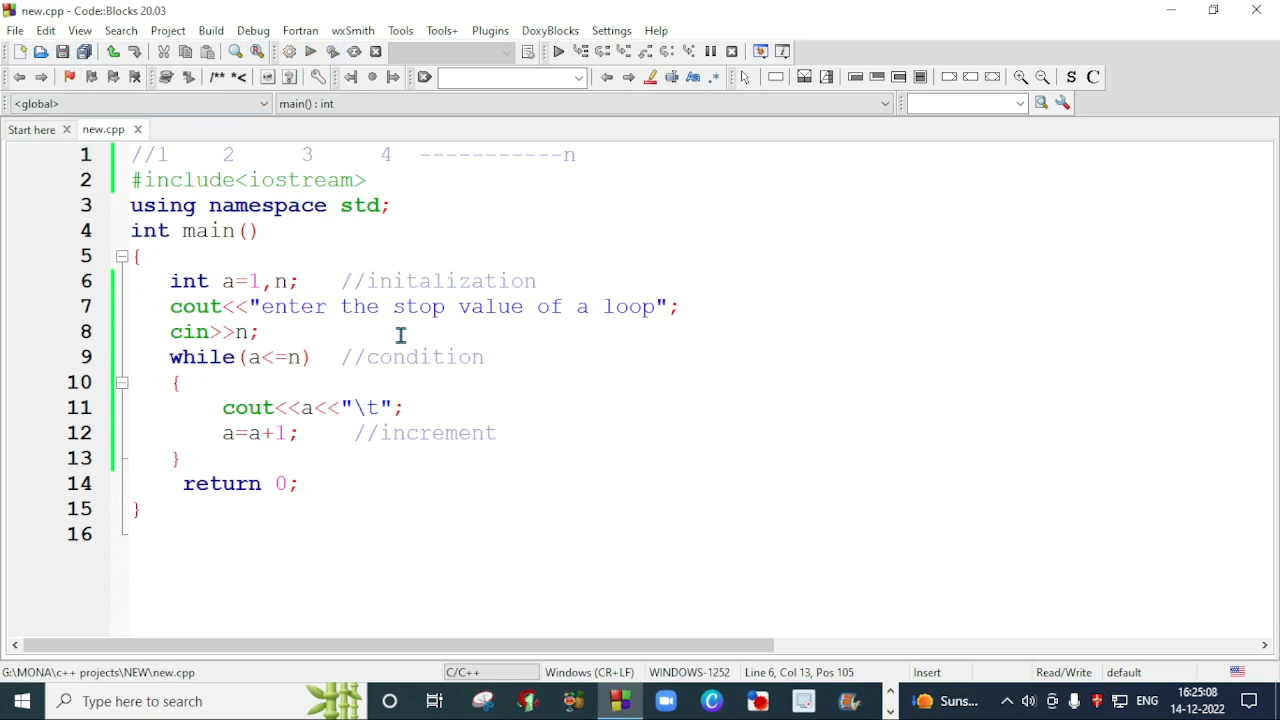 new.cpp - Code::Blocks 20.03
File Edit View Search Project Build Debug Fortran wxSmith Tools Tools+ Plugins DoxyBlocks Settings Help
/** *<
Aa .*
S C
<global> main() : int
Start here new.cpp
1 //1 2 3 4 -----------n
2 #include<iostream>
3 using namespace std;
4 int main()
5 {
6 int a=1,n; //initalization
7 cout<<"enter the stop value of a loop";
8 cin>>n;
9 while(a<=n) //condition
10 {
11 cout<<a<<"\t";
12 a=a+1; //increment
13 }
14 return 0;
15 }
16
G:\MONA\c++ projects\NEW\new.cpp C/C++ Windows (CR+LF) WINDOWS-1252 Line 6, Col 13, Pos 105 Insert Read/Write default
Type here to search Suns... ENG 16:25:08
14-12-2022